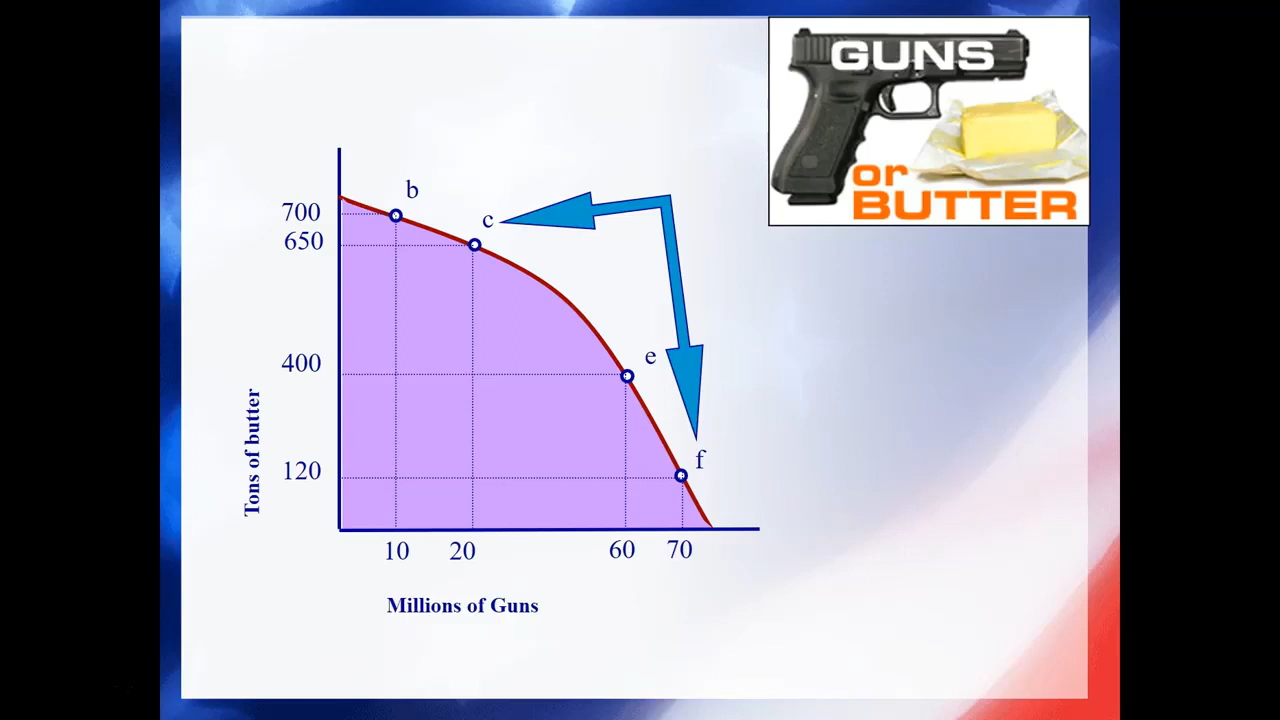 GUNS
or
BUTTER
b
700
c
650
e
400
f
120
Tons of butter
10 20 60 70
Millions of Guns